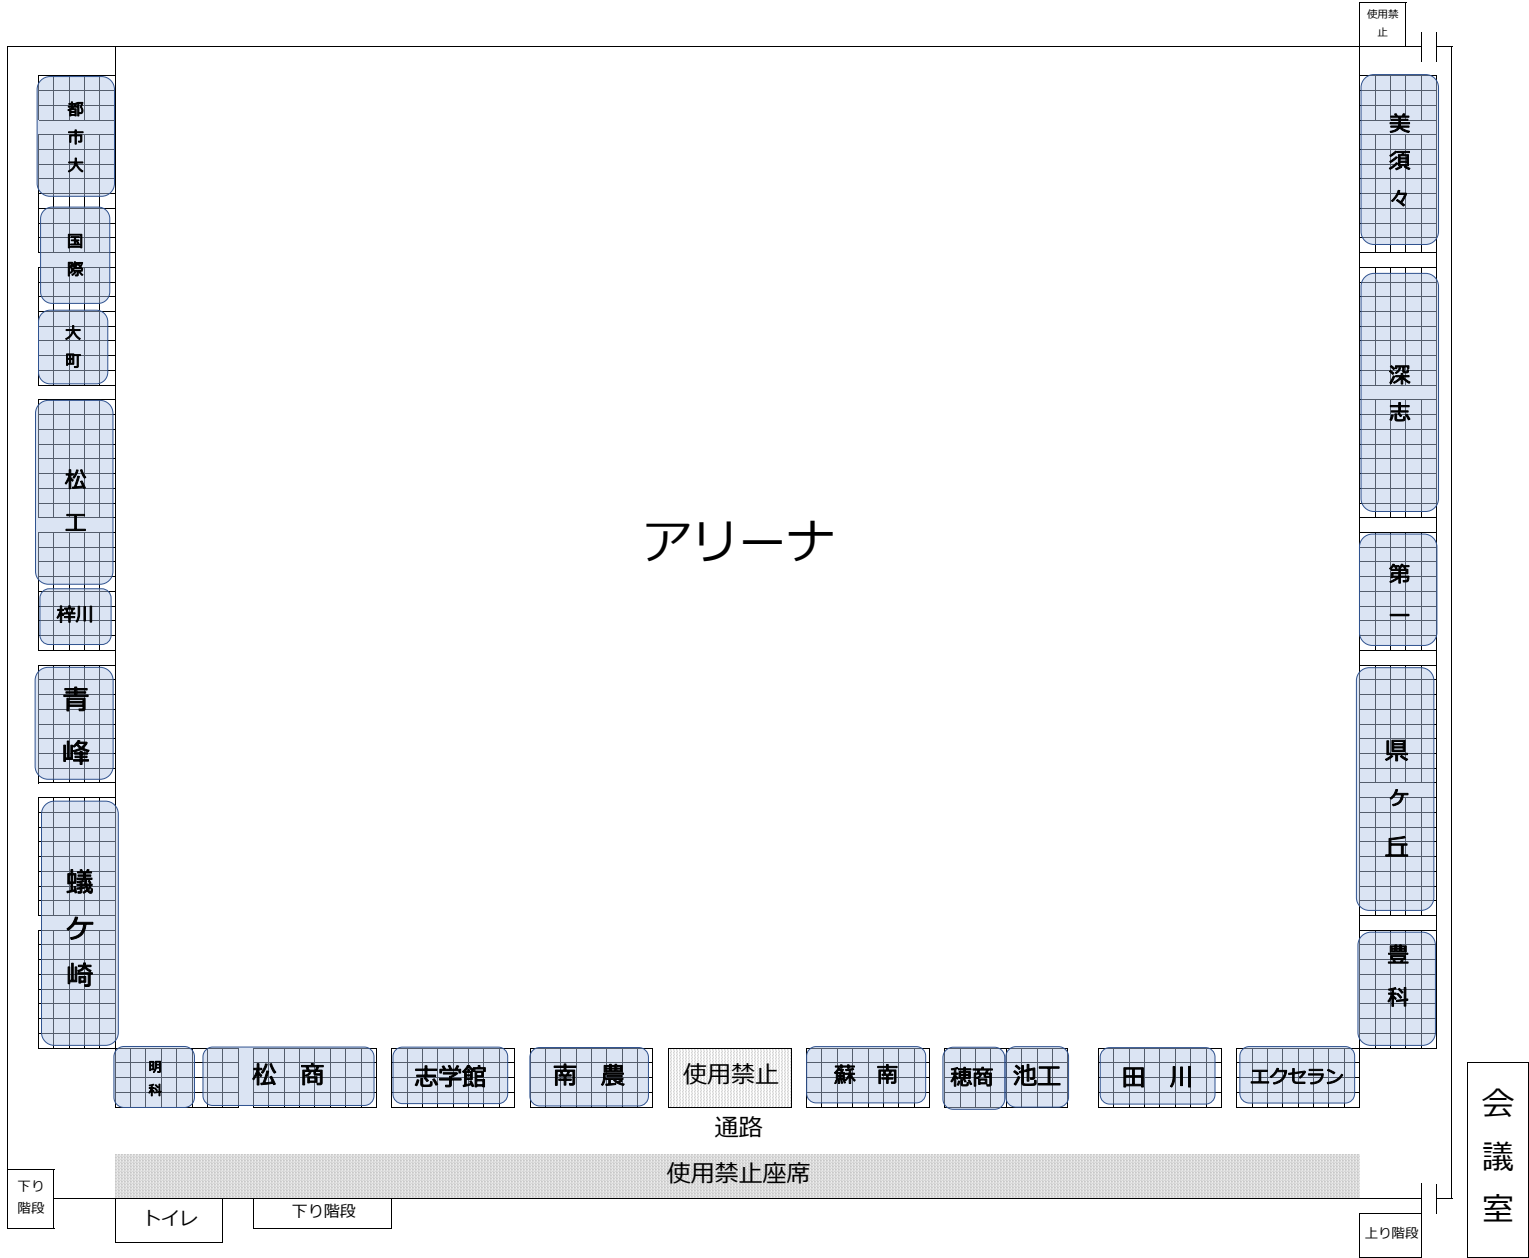 使用禁
止
都
市
大
国
際
大
町
松
工
梓川
青
峰
蟻
ケ
崎
アリーナ
美
須
々
深
志
第
一
県
ケ
丘
豊
科
明
科
松　商
志学館
南　農
使用禁止
蘇　南
穂商
池工
田　川
エクセラン
通路
使用禁止座席
下り
階段
トイレ
下り階段
上り階段
会
議
室